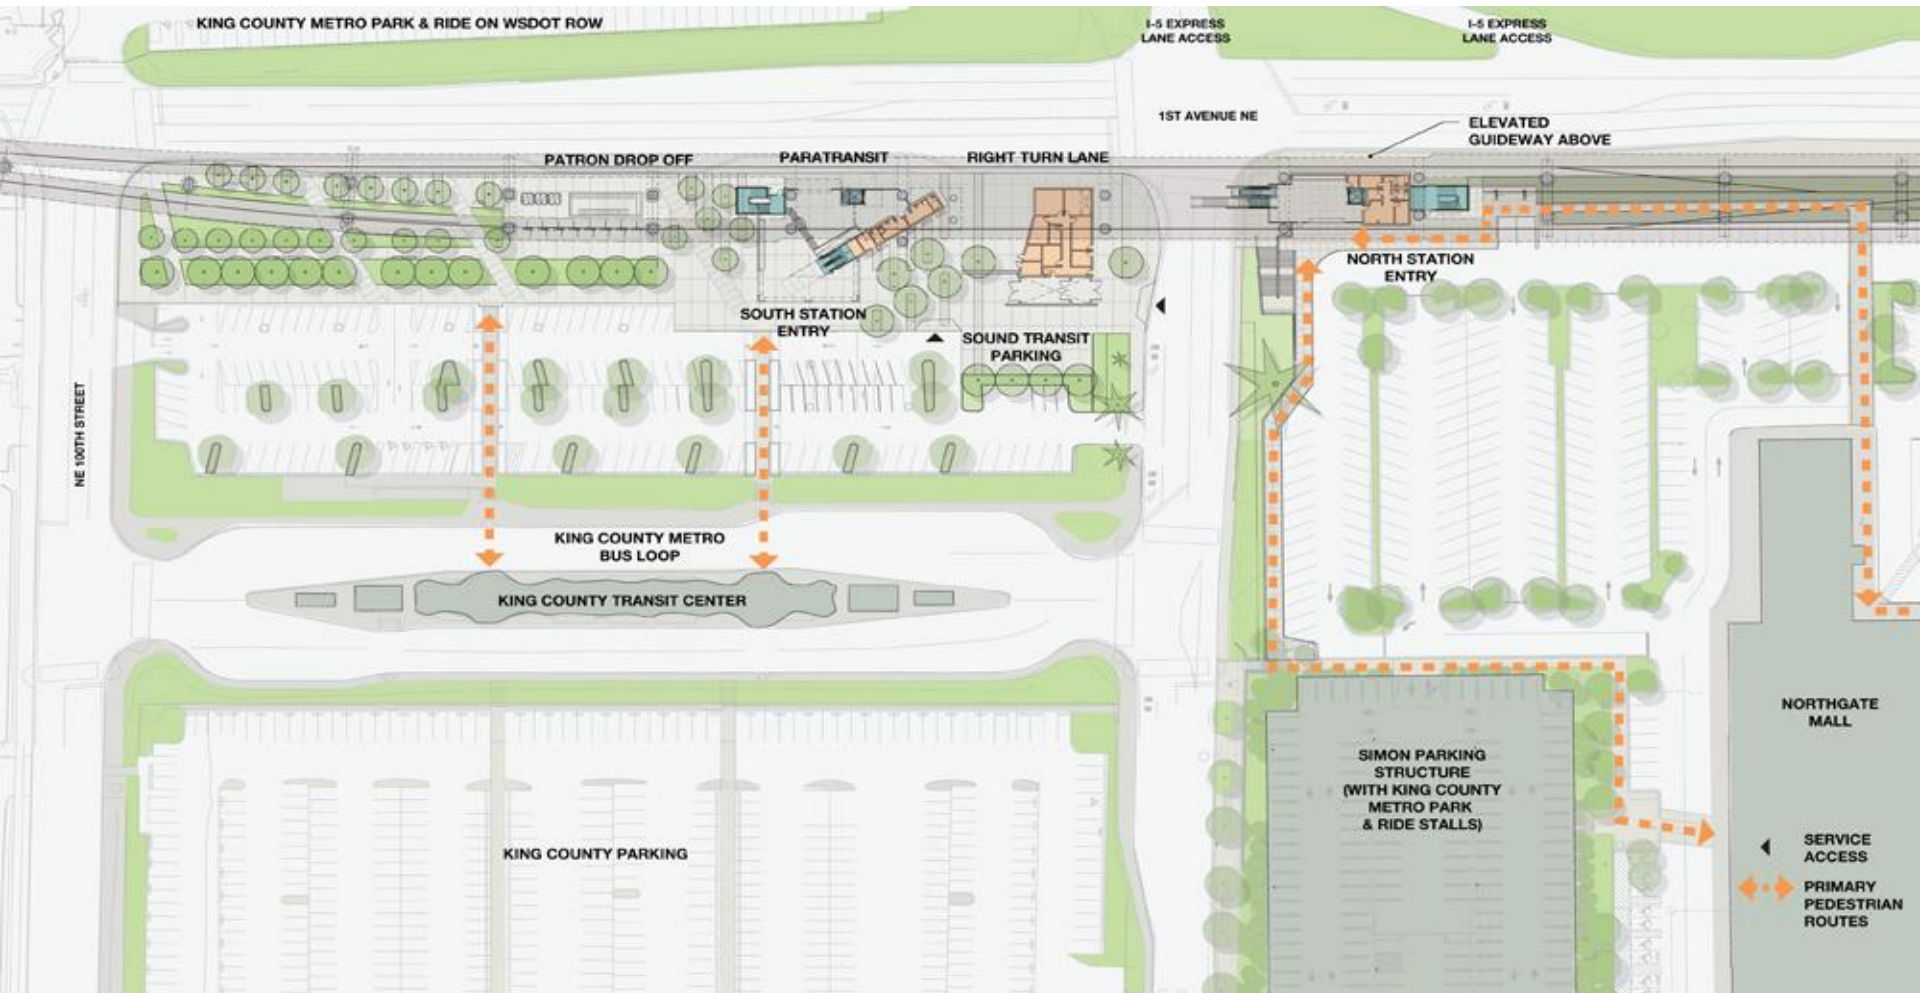 KING COUNTY METRO PARK & RIDE ON WSDOT ROW
I-5 EXPRESS
LANE ACCESS
I-5 EXPRESS
LANE ACCESS
1ST AVENUE NE
ELEVATED
GUIDEWAY ABOVE
PATRON DROP OFF
PARATRANSIT
RIGHT TURN LANE
NORTH STATION
ENTRY
SOUTH STATION
ENTRY
SOUND TRANSIT
PARKING
NE 100TH STREET
KING COUNTY METRO
BUS LOOP
KING COUNTY TRANSIT CENTER
NORTHGATE
MALL
SIMON PARKING
STRUCTURE
(WITH KING COUNTY
METRO PARK
& RIDE STALLS)
KING COUNTY PARKING
SERVICE
ACCESS
PRIMARY
PEDESTRIAN
ROUTES